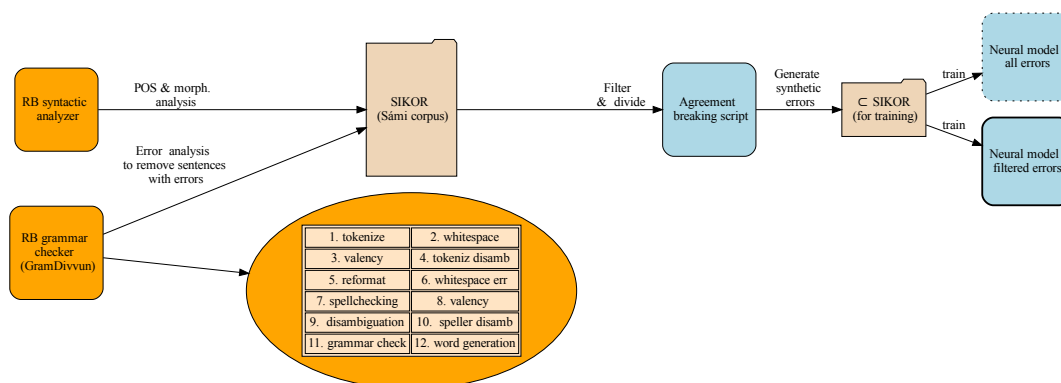 RB syntactic
analyzer
POS & morph.
analysis
Error analysis
to remove sentences
with errors
RB grammar
checker
(GramDivvun)
SIKOR
(Sámi corpus)
Filter
& divide
Agreement
breaking script
Generate
synthetic
errors
⊂ SIKOR
(for training)
train
train
Neural model
all errors
Neural model
filtered errors
1. tokenize 2. whitespace
3. valency 4. tokeniz disamb
5. reformat 6. whitespace err
7. spellchecking 8. valency
9. disambiguation 10. speller disamb
11. grammar check 12. word generation